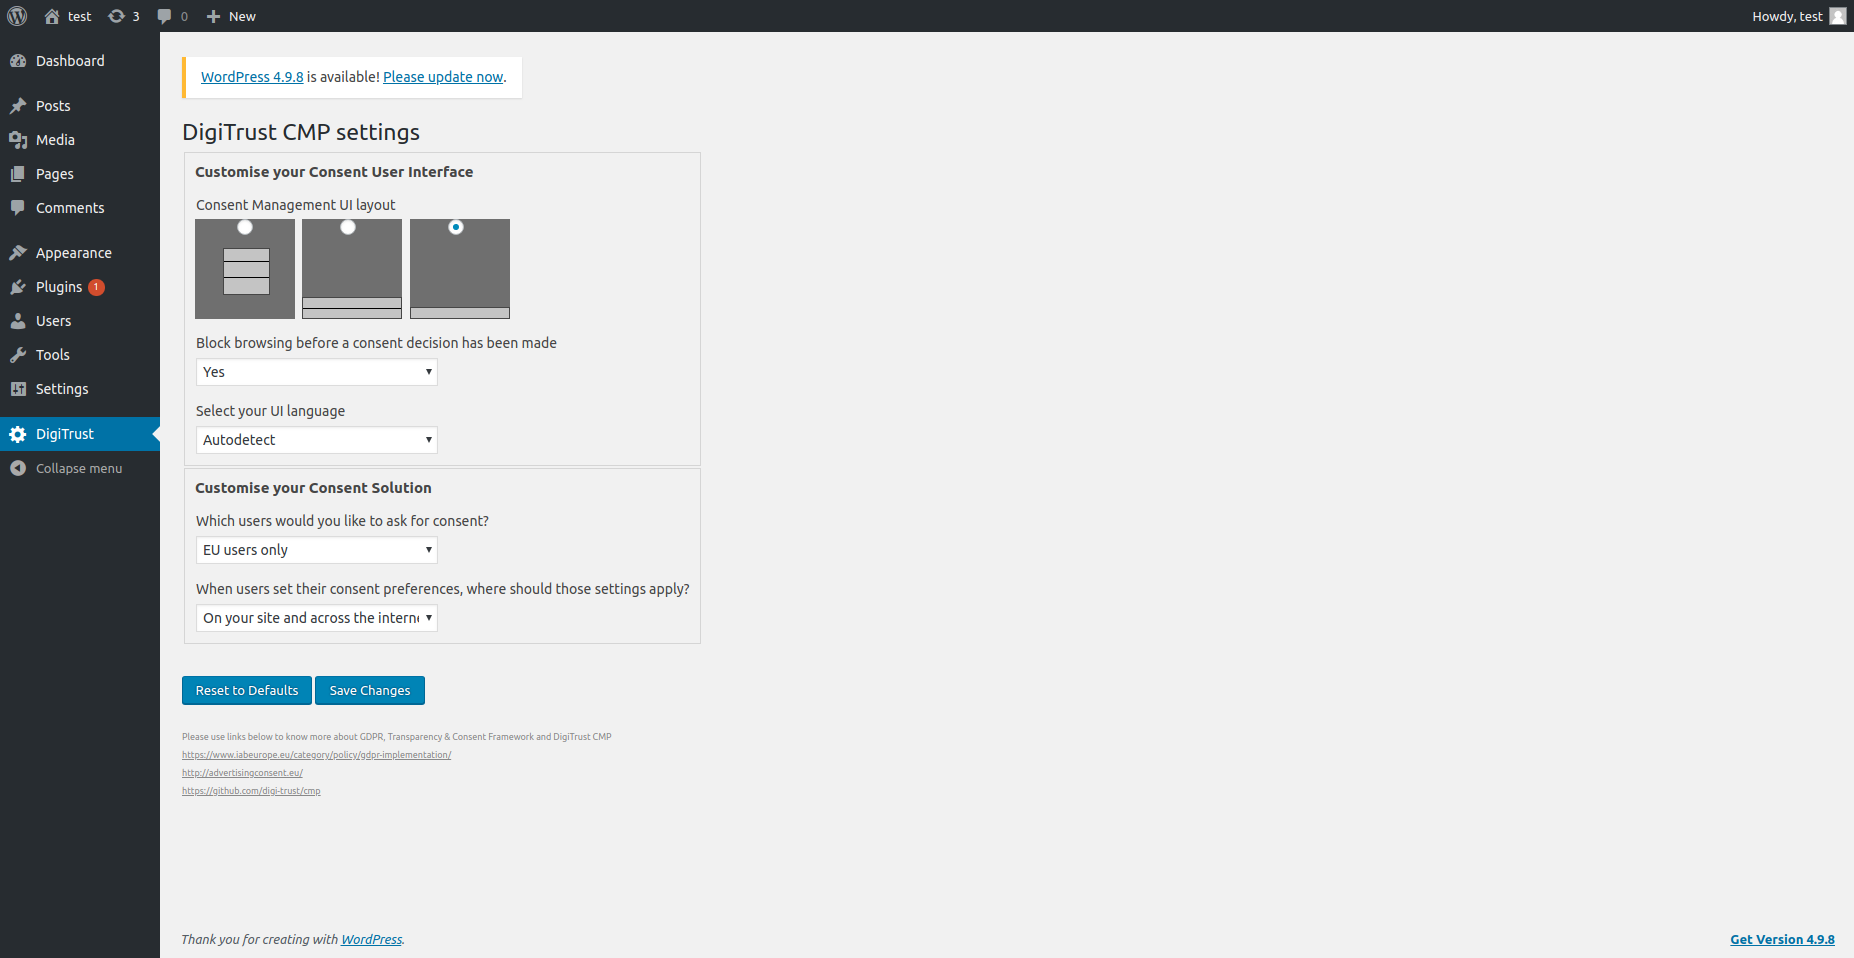 test 3 0 New Howdy, test
Dashboard
Posts
Media
Pages
Comments
Appearance
Plugins 1
Users
Tools
Settings
DigiTrust
Collapse menu
WordPress 4.9.8 is available! Please update now.
DigiTrust CMP settings
Customise your Consent User Interface
Consent Management UI layout
Block browsing before a consent decision has been made
Yes
Select your UI language
Autodetect
Customise your Consent Solution
Which users would you like to ask for consent?
EU users only
When users set their consent preferences, where should those settings apply?
On your site and across the intern
Reset to Defaults Save Changes
Please use links below to know more about GDPR, Transparency & Consent Framework and DigiTrust CMP
https://www.iabeurope.eu/category/policy/gdpr-implementation/
http://advertisingconsent.eu/
https://github.com/digi-trust/cmp
Thank you for creating with WordPress. Get Version 4.9.8